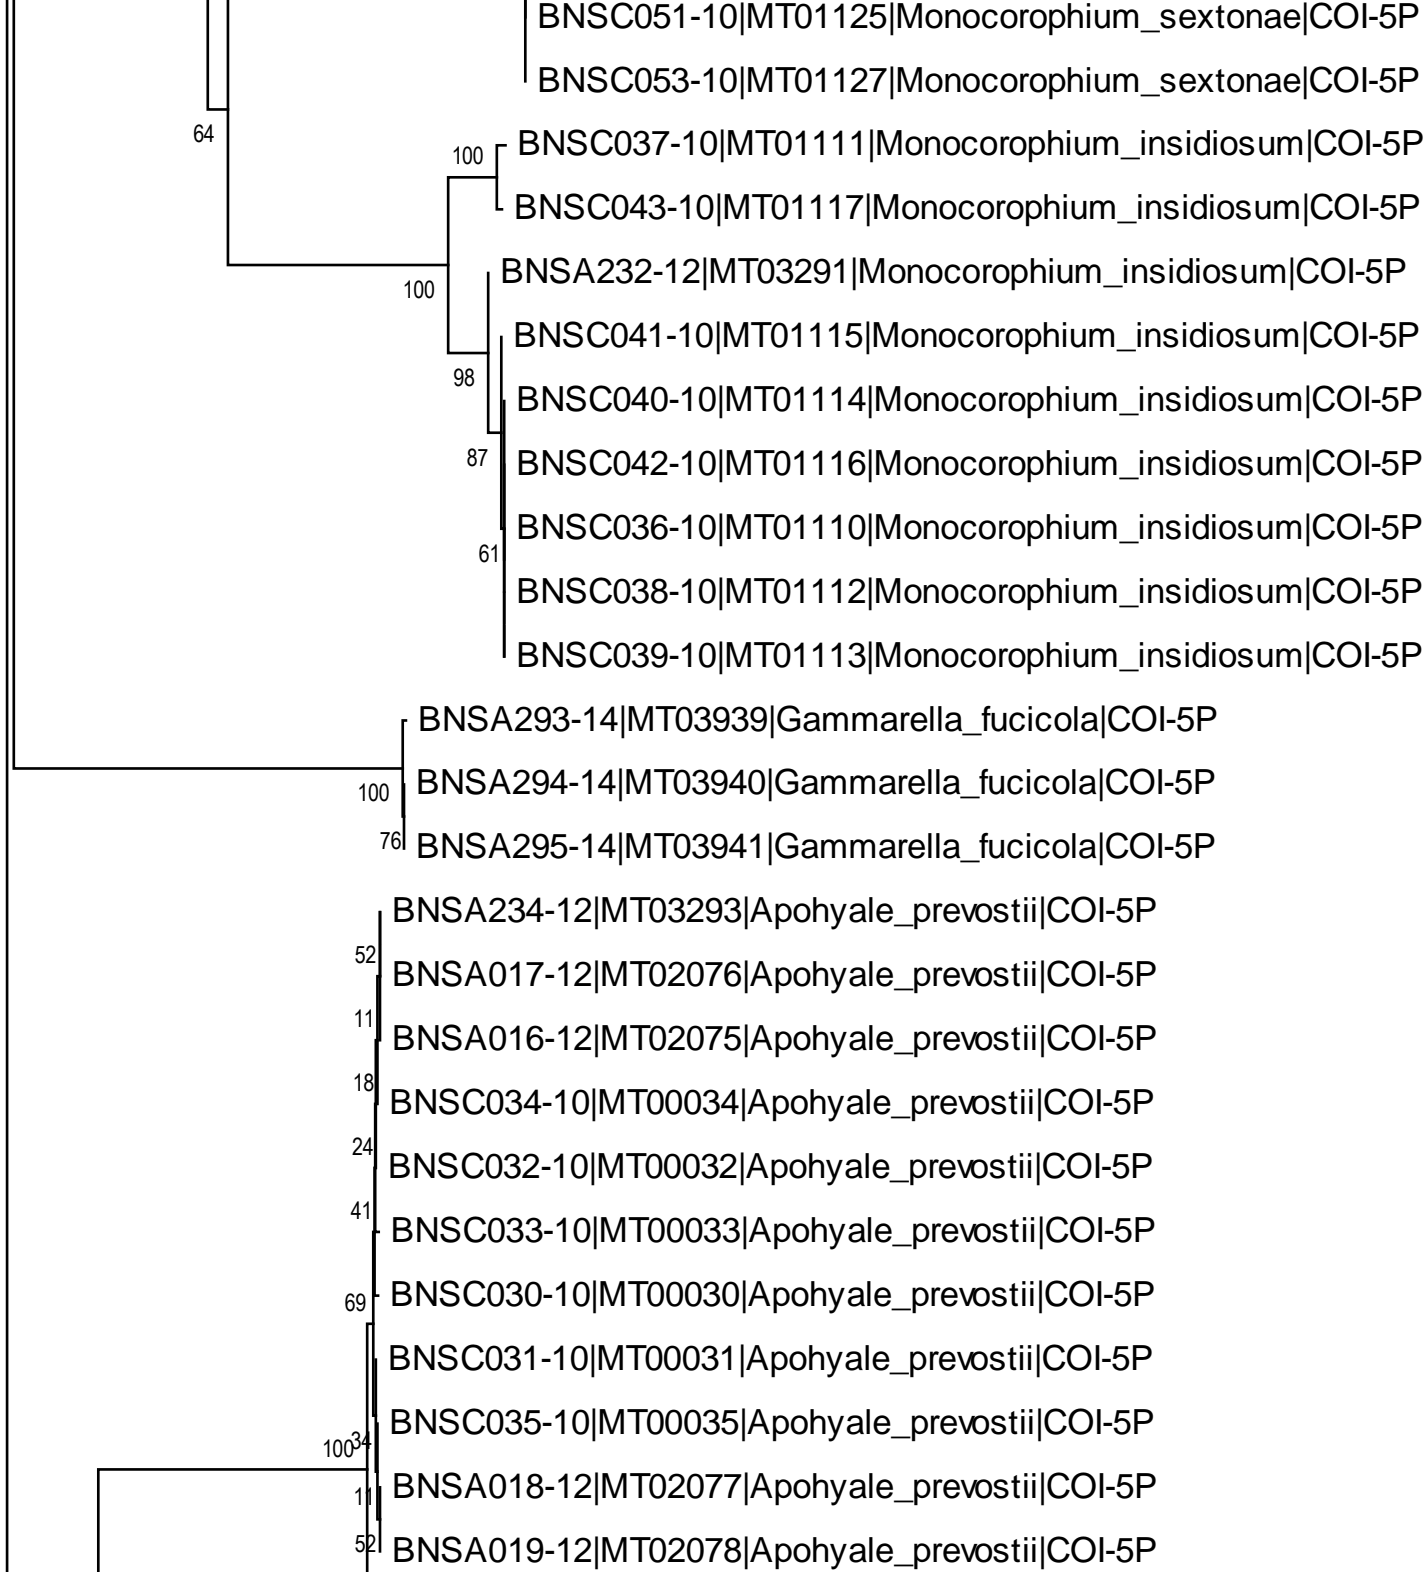 BNSC051-10|MT01125|Monocorophium_sextonae|COI-5P
BNSC053-10|MT01127|Monocorophium_sextonae|COI-5P
64
BNSC037-10|MT01111|Monocorophium_insidiosum|COI-5P
100
BNSC043-10|MT01117|Monocorophium_insidiosum|COI-5P
BNSA232-12|MT03291|Monocorophium_insidiosum|COI-5P
100
BNSC041-10|MT01115|Monocorophium_insidiosum|COI-5P
98
BNSC040-10|MT01114|Monocorophium_insidiosum|COI-5P
87
BNSC042-10|MT01116|Monocorophium_insidiosum|COI-5P
BNSC036-10|MT01110|Monocorophium_insidiosum|COI-5P
61
BNSC038-10|MT01112|Monocorophium_insidiosum|COI-5P
BNSC039-10|MT01113|Monocorophium_insidiosum|COI-5P
BNSA293-14|MT03939|Gammarella_fucicola|COI-5P
100
BNSA294-14|MT03940|Gammarella_fucicola|COI-5P
76
BNSA295-14|MT03941|Gammarella_fucicola|COI-5P
BNSA234-12|MT03293|Apohyale_prevostii|COI-5P
52
BNSA017-12|MT02076|Apohyale_prevostii|COI-5P
11
BNSA016-12|MT02075|Apohyale_prevostii|COI-5P
18
BNSC034-10|MT00034|Apohyale_prevostii|COI-5P
24
BNSC032-10|MT00032|Apohyale_prevostii|COI-5P
41
BNSC033-10|MT00033|Apohyale_prevostii|COI-5P
69
BNSC030-10|MT00030|Apohyale_prevostii|COI-5P
BNSC031-10|MT00031|Apohyale_prevostii|COI-5P
BNSC035-10|MT00035|Apohyale_prevostii|COI-5P
100
34
BNSA018-12|MT02077|Apohyale_prevostii|COI-5P
11
52
BNSA019-12|MT02078|Apohyale_prevostii|COI-5P